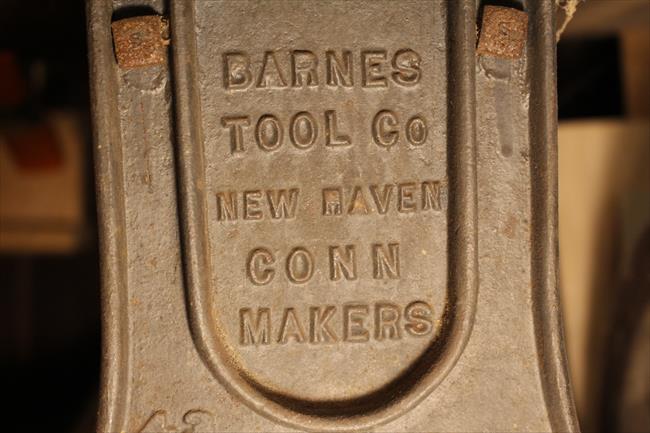 BARNES
TOOL Co
NEW HAVEN
CONN
MAKERS